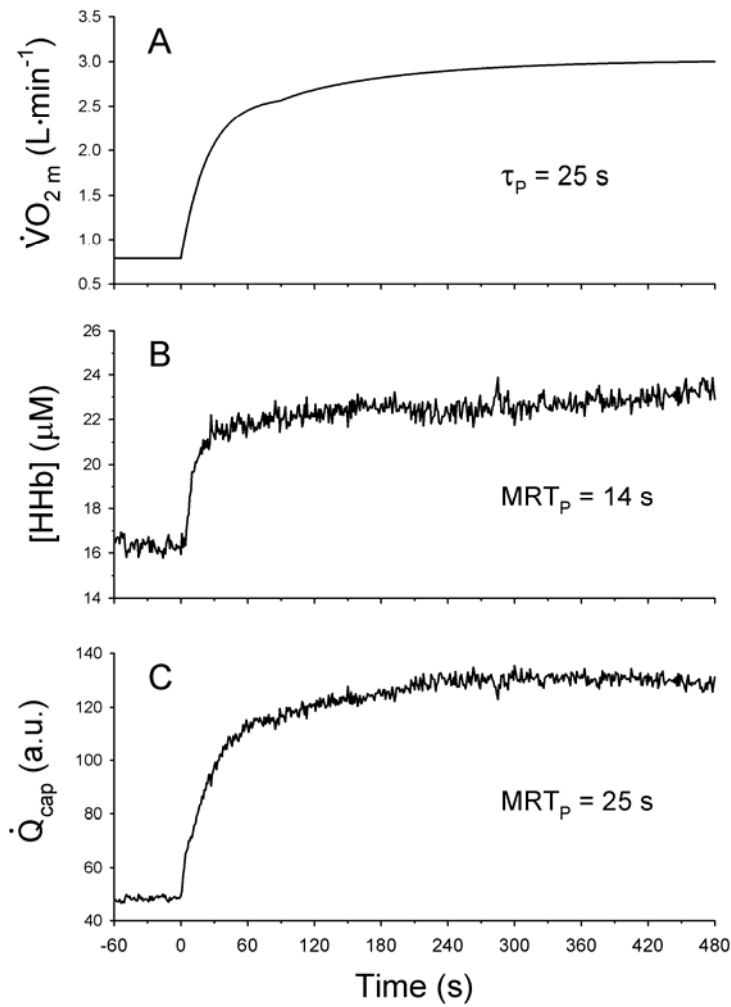 A
V̇O₂ m (L·min⁻¹)
3.5
3.0
2.5
2.0
1.5
1.0
0.5
τP = 25 s
B
[HHb] (μM)
26
24
22
20
18
16
14
MRTP = 14 s
C
Q̇cap (a.u.)
140
120
100
80
60
40
MRTP = 25 s
-60 0 60 120 180 240 300 360 420 480
Time (s)